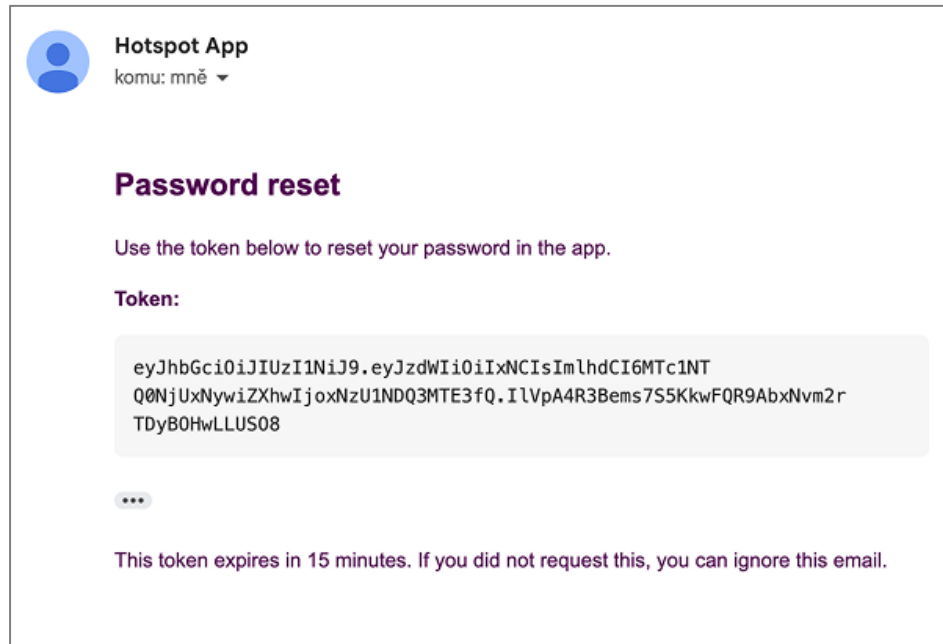 Hotspot App
komu: mně
Password reset
Use the token below to reset your password in the app.
Token:
eyJhbGciOiJIUzI1NiJ9.eyJzdWIiOiIxNCIsImlhdCI6MTc1NT
Q0NjUxNywiZXhwIjoxNzU1NDQ3MTE3fQ.IlVpA4R3Bems7S5KkwFQR9AbxNvm2r
TDyBOHwLLUSO8
This token expires in 15 minutes. If you did not request this, you can ignore this email.